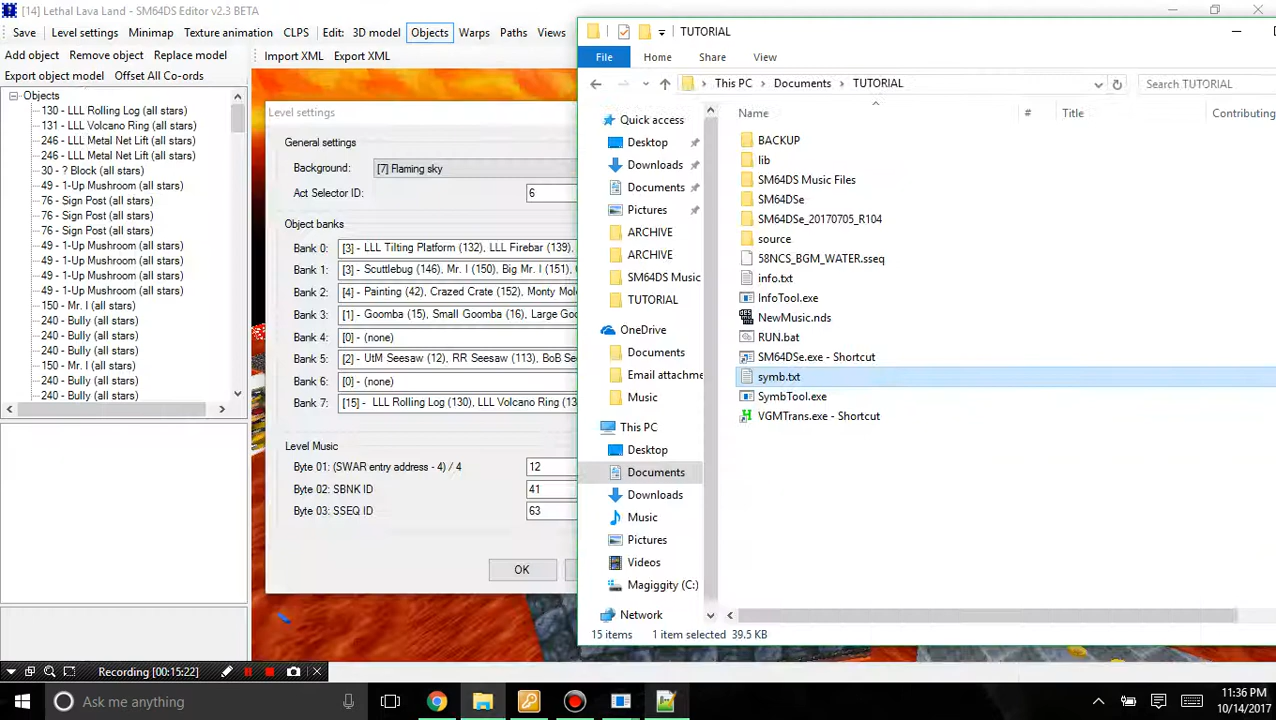 [14] Lethal Lava Land - SM64DS Editor v2.3 BETA
Save Level settings Minimap Texture animation CLPS Edit: 3D model Objects Warps Paths Views
Add object Remove object Replace model Import XML Export XML
Export object model Offset All Co-ords
Objects
130 - LLL Rolling Log (all stars)
131 - LLL Volcano Ring (all stars)
246 - LLL Metal Net Lift (all stars)
246 - LLL Metal Net Lift (all stars)
30 - ? Block (all stars)
49 - 1-Up Mushroom (all stars)
76 - Sign Post (all stars)
76 - Sign Post (all stars)
49 - 1-Up Mushroom (all stars)
49 - 1-Up Mushroom (all stars)
49 - 1-Up Mushroom (all stars)
49 - 1-Up Mushroom (all stars)
150 - Mr. I (all stars)
240 - Bully (all stars)
240 - Bully (all stars)
240 - Bully (all stars)
150 - Mr. I (all stars)
240 - Bully (all stars)
240 - Bully (all stars)
Level settings
General settings
Background: [7] Flaming sky
Act Selector ID: 6
Object banks
Bank 0: [3] - LLL Tilting Platform (132), LLL Firebar (139),
Bank 1: [3] - Scuttlebug (146), Mr. I (150), Big Mr. I (151),
Bank 2: [4] - Painting (42), Crazed Crate (152), Monty Mole
Bank 3: [1] - Goomba (15), Small Goomba (16), Large Goo
Bank 4: [0] - (none)
Bank 5: [2] - UtM Seesaw (12), RR Seesaw (113), BoB Se
Bank 6: [0] - (none)
Bank 7: [15] - LLL Rolling Log (130), LLL Volcano Ring (13
Level Music
Byte 01: (SWAR entry address - 4) / 4 12
Byte 02: SBNK ID 41
Byte 03: SSEQ ID 63
OK
TUTORIAL
File Home Share View
This PC Documents TUTORIAL Search TUTORIAL
Quick access
Desktop
Downloads
Documents
Pictures
ARCHIVE
ARCHIVE
SM64DS Music
TUTORIAL
OneDrive
Documents
Email attachme
Music
This PC
Desktop
Documents
Downloads
Music
Pictures
Videos
Magiggity (C:)
Network
Name # Title Contributing
BACKUP
lib
SM64DS Music Files
SM64DSe
SM64DSe_20170705_R104
source
58NCS_BGM_WATER.sseq
info.txt
InfoTool.exe
NewMusic.nds
RUN.bat
SM64DSe.exe - Shortcut
symb.txt
SymbTool.exe
VGMTrans.exe - Shortcut
15 items 1 item selected 39.5 KB
Recording [00:15:22]
Ask me anything
11:36 PM
10/14/2017